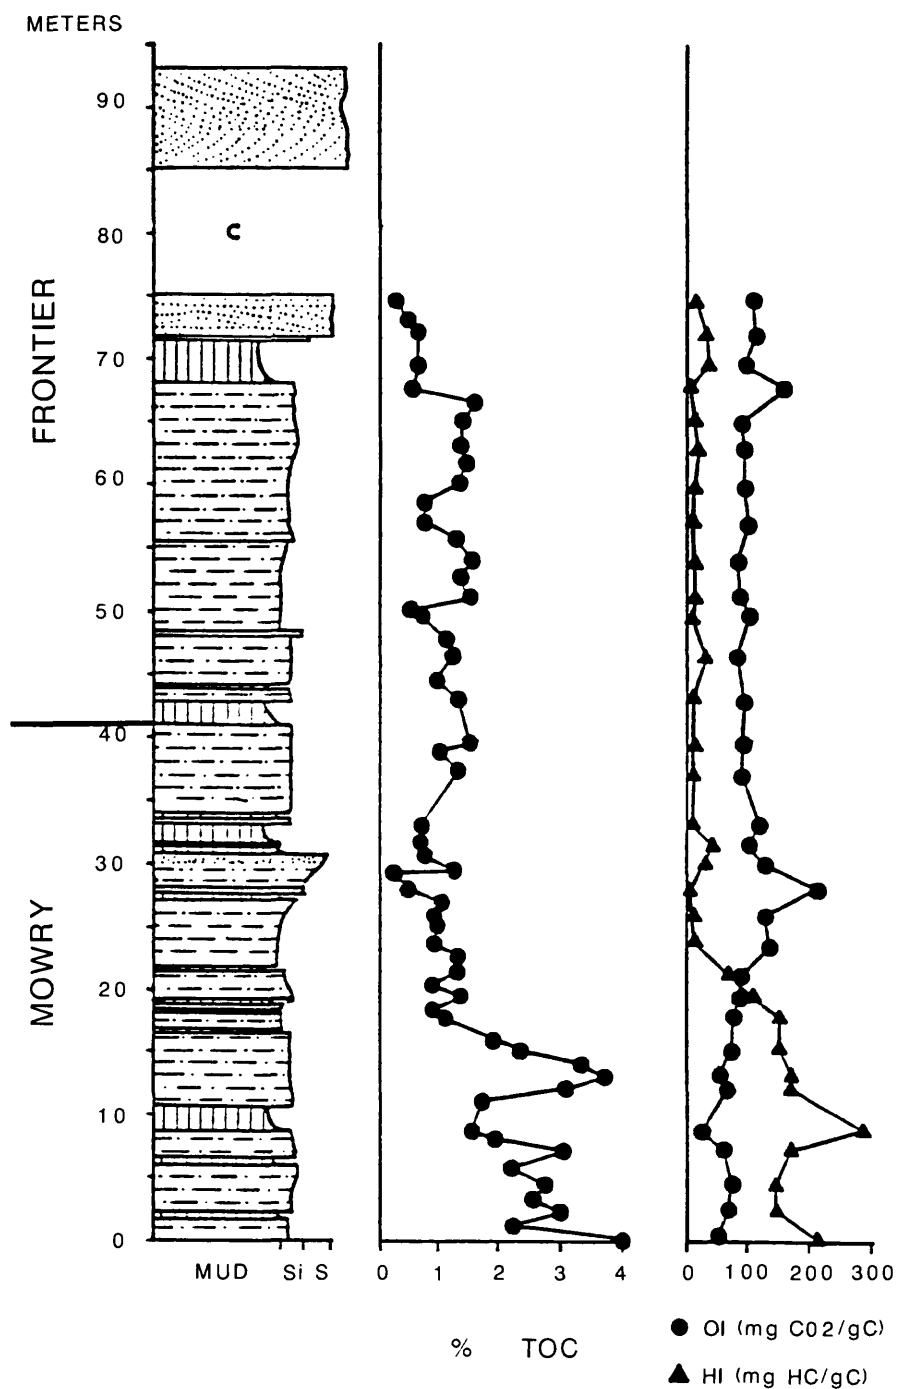 METERS
90
80
C
FRONTIER
70
60
50
40
30
MOWRY
20
10
0
MUD Si S
0 1 2 3 4
0 100 200 300
% TOC
OI (mg CO2/gC)
HI (mg HC/gC)